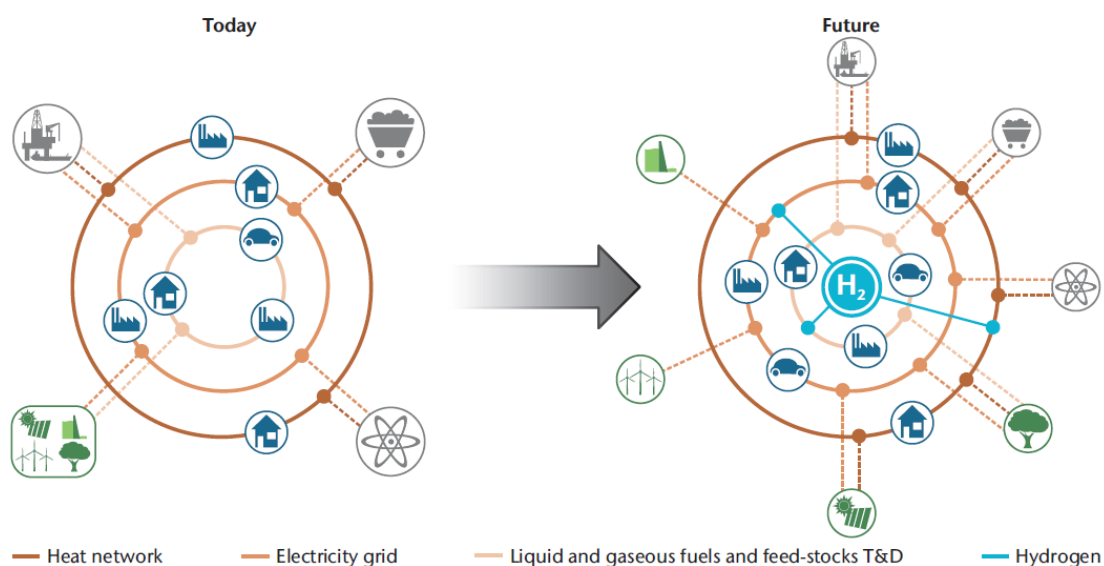 Today
Future
H2
Heat network
Electricity grid
Liquid and gaseous fuels and feed-stocks T&D
Hydrogen